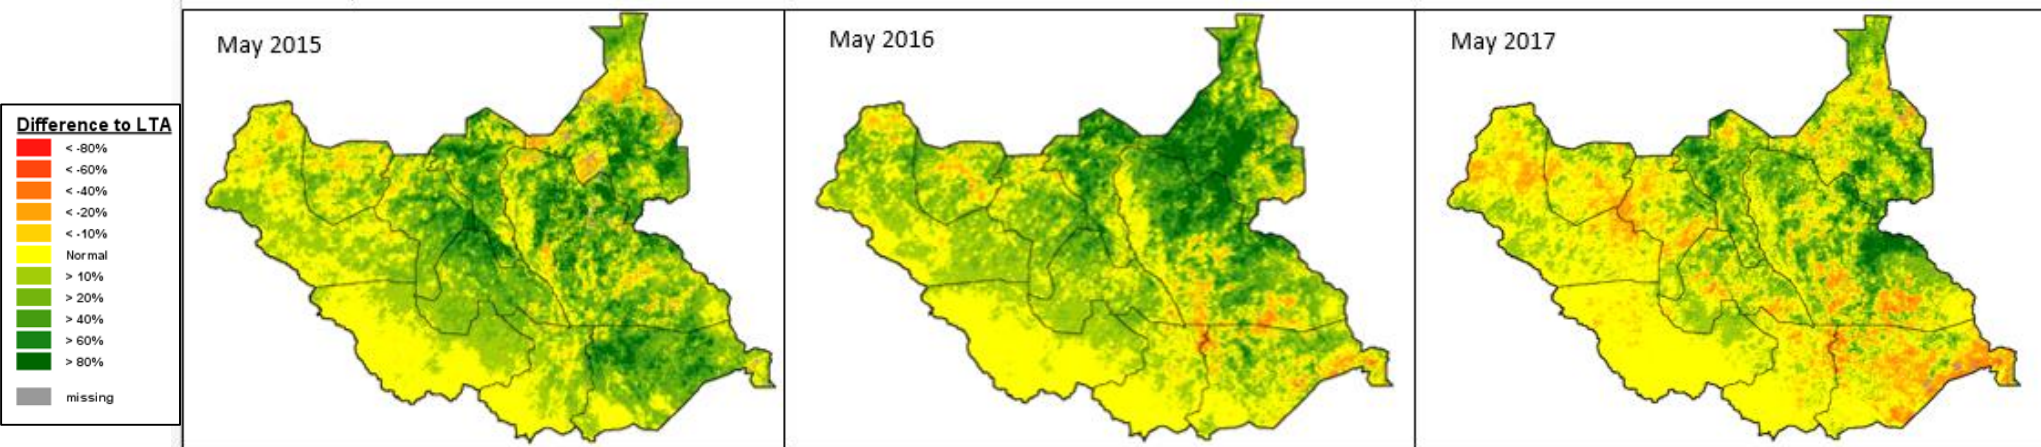 May 2015
May 2016
May 2017
Difference to LTA
< -80%
< -60%
< -40%
< -20%
< -10%
Normal
> 10%
> 20%
> 40%
> 60%
> 80%
missing